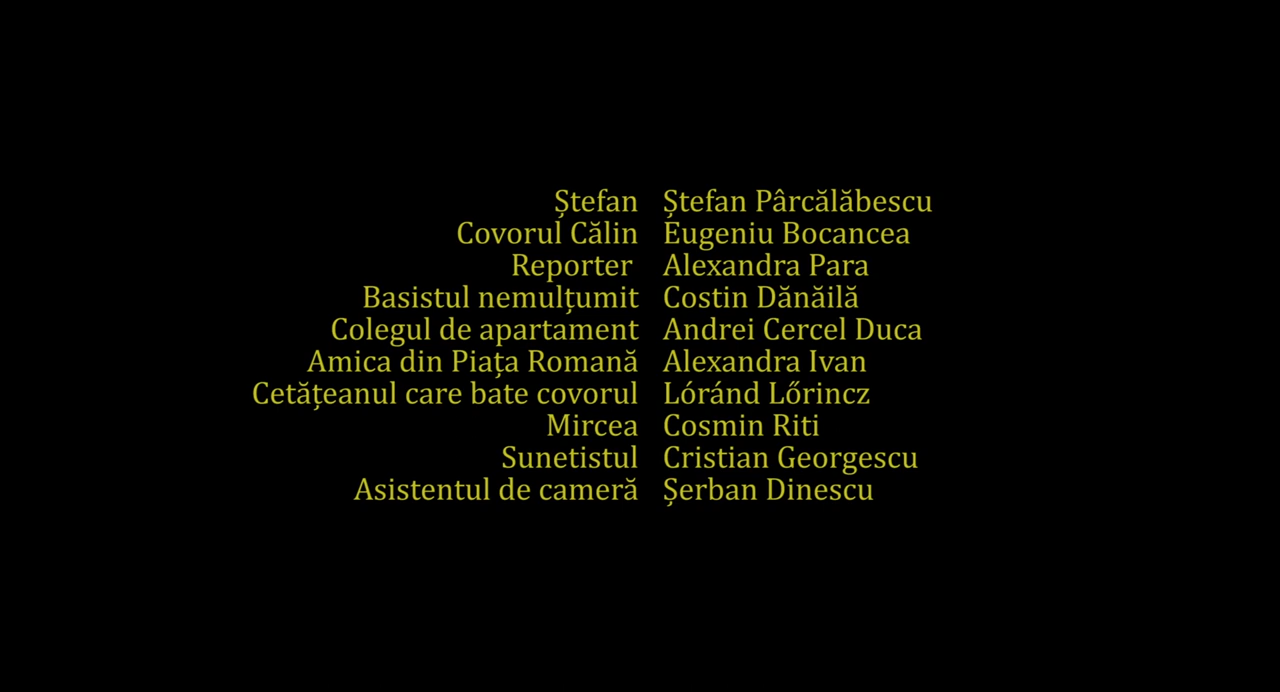 Ștefan Ștefan Pârcălăbescu
Covorul Călin Eugeniu Bocancea
Reporter Alexandra Para
Basistul nemulțumit Costin Dănăilă
Colegul de apartament Andrei Cercel Duca
Amica din Piața Romană Alexandra Ivan
Cetățeanul care bate covorul Lóránd Lőrincz
Mircea Cosmin Riti
Sunetistul Cristian Georgescu
Asistentul de cameră Șerban Dinescu